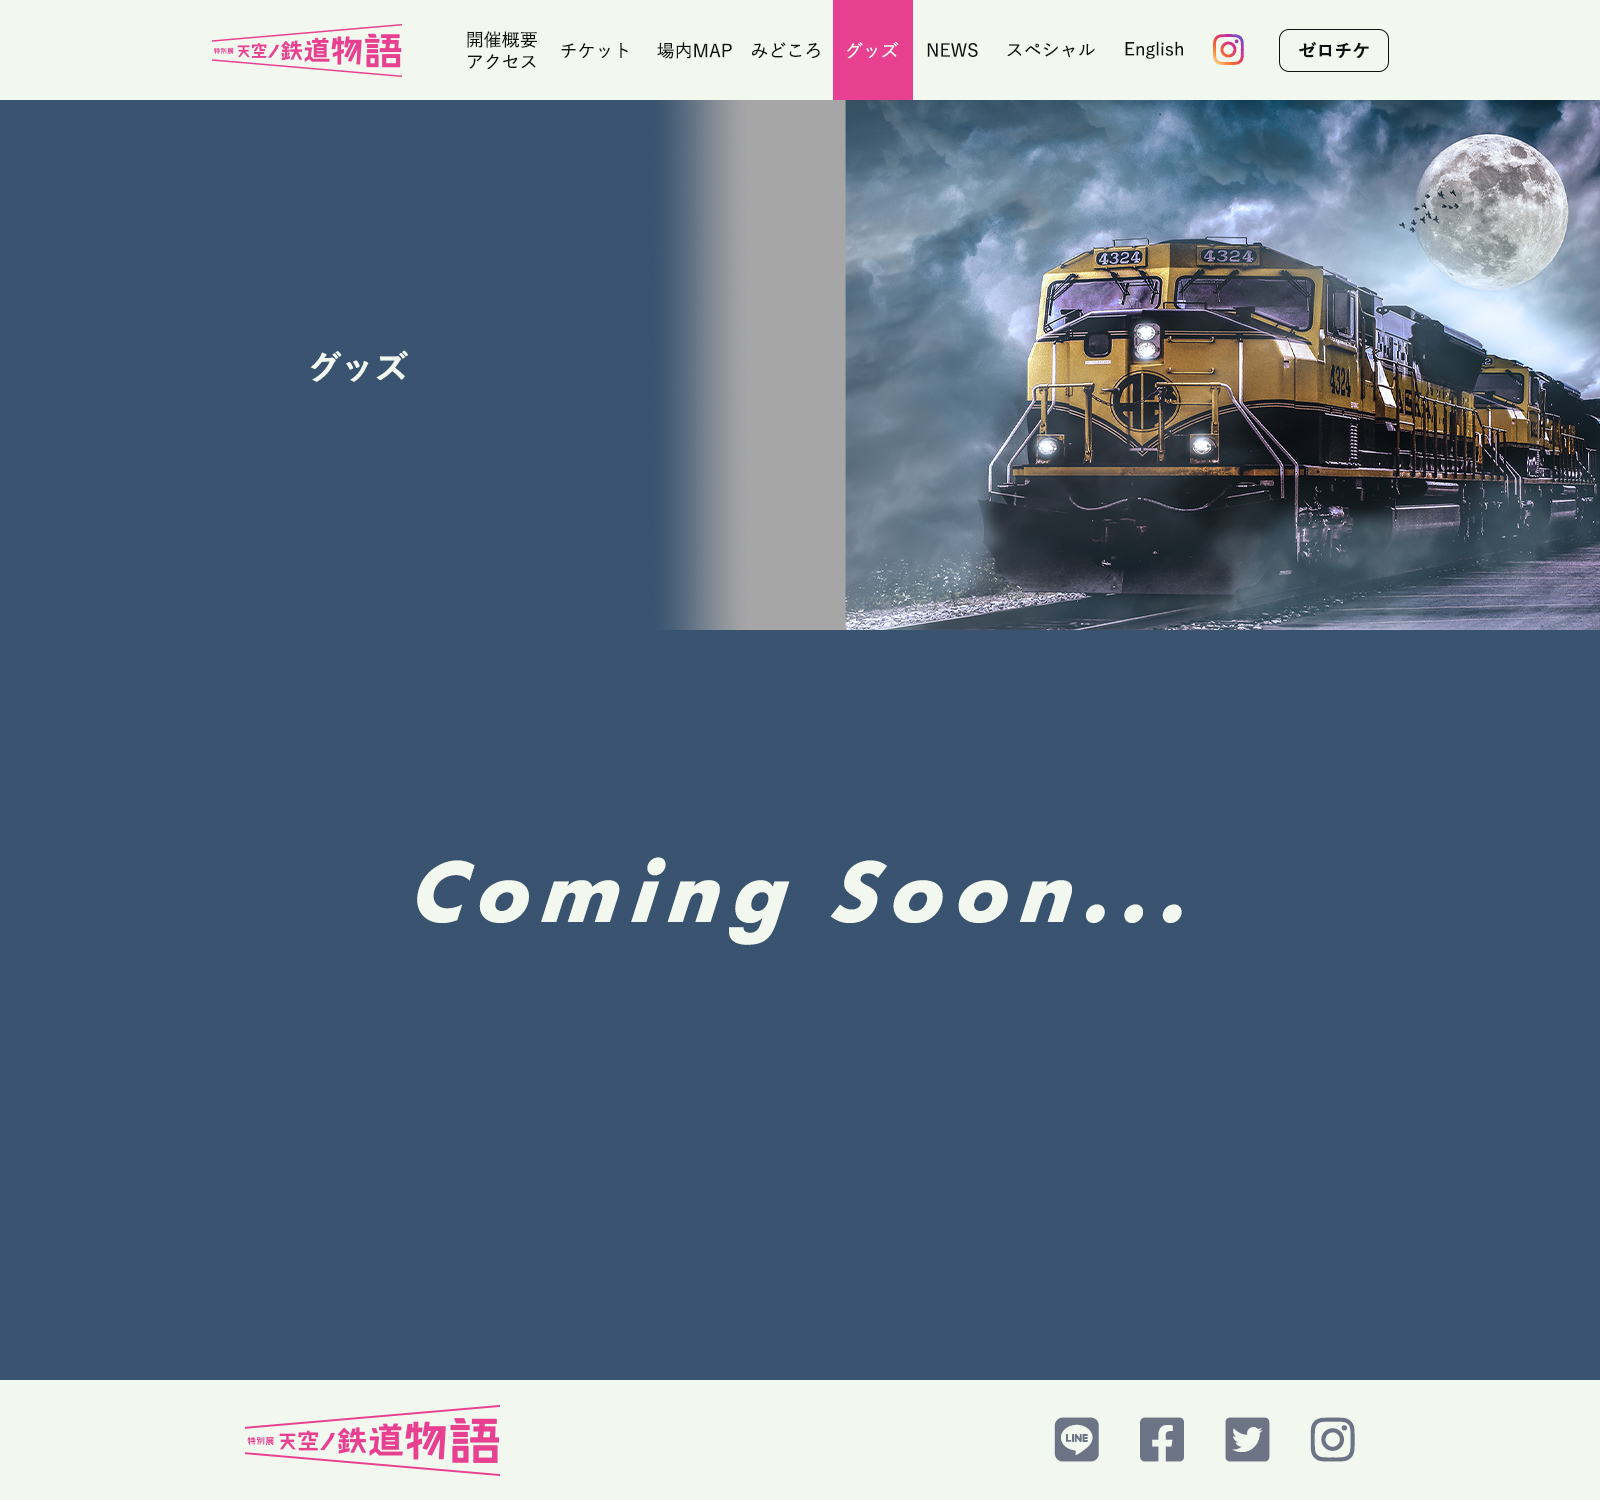 特別展 天空ノ鉄道物語
開催概要
アクセス
チケット
場内MAP
みどころ
グッズ
NEWS
スペシャル
English
ゼロチケ
グッズ
4324
4324
4324
Coming Soon...
特別展 天空ノ鉄道物語
LINE